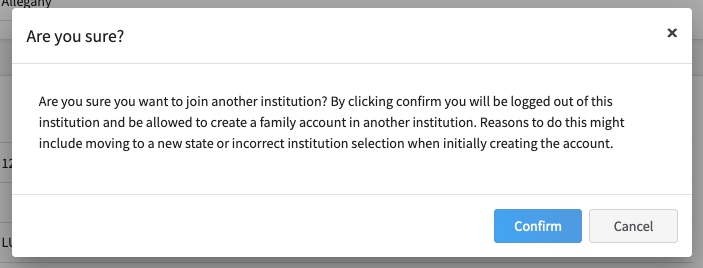 Allegany
Are you sure?
×
Are you sure you want to join another institution? By clicking confirm you will be logged out of this
institution and be allowed to create a family account in another institution. Reasons to do this might
include moving to a new state or incorrect institution selection when initially creating the account.
12
LU
Confirm Cancel